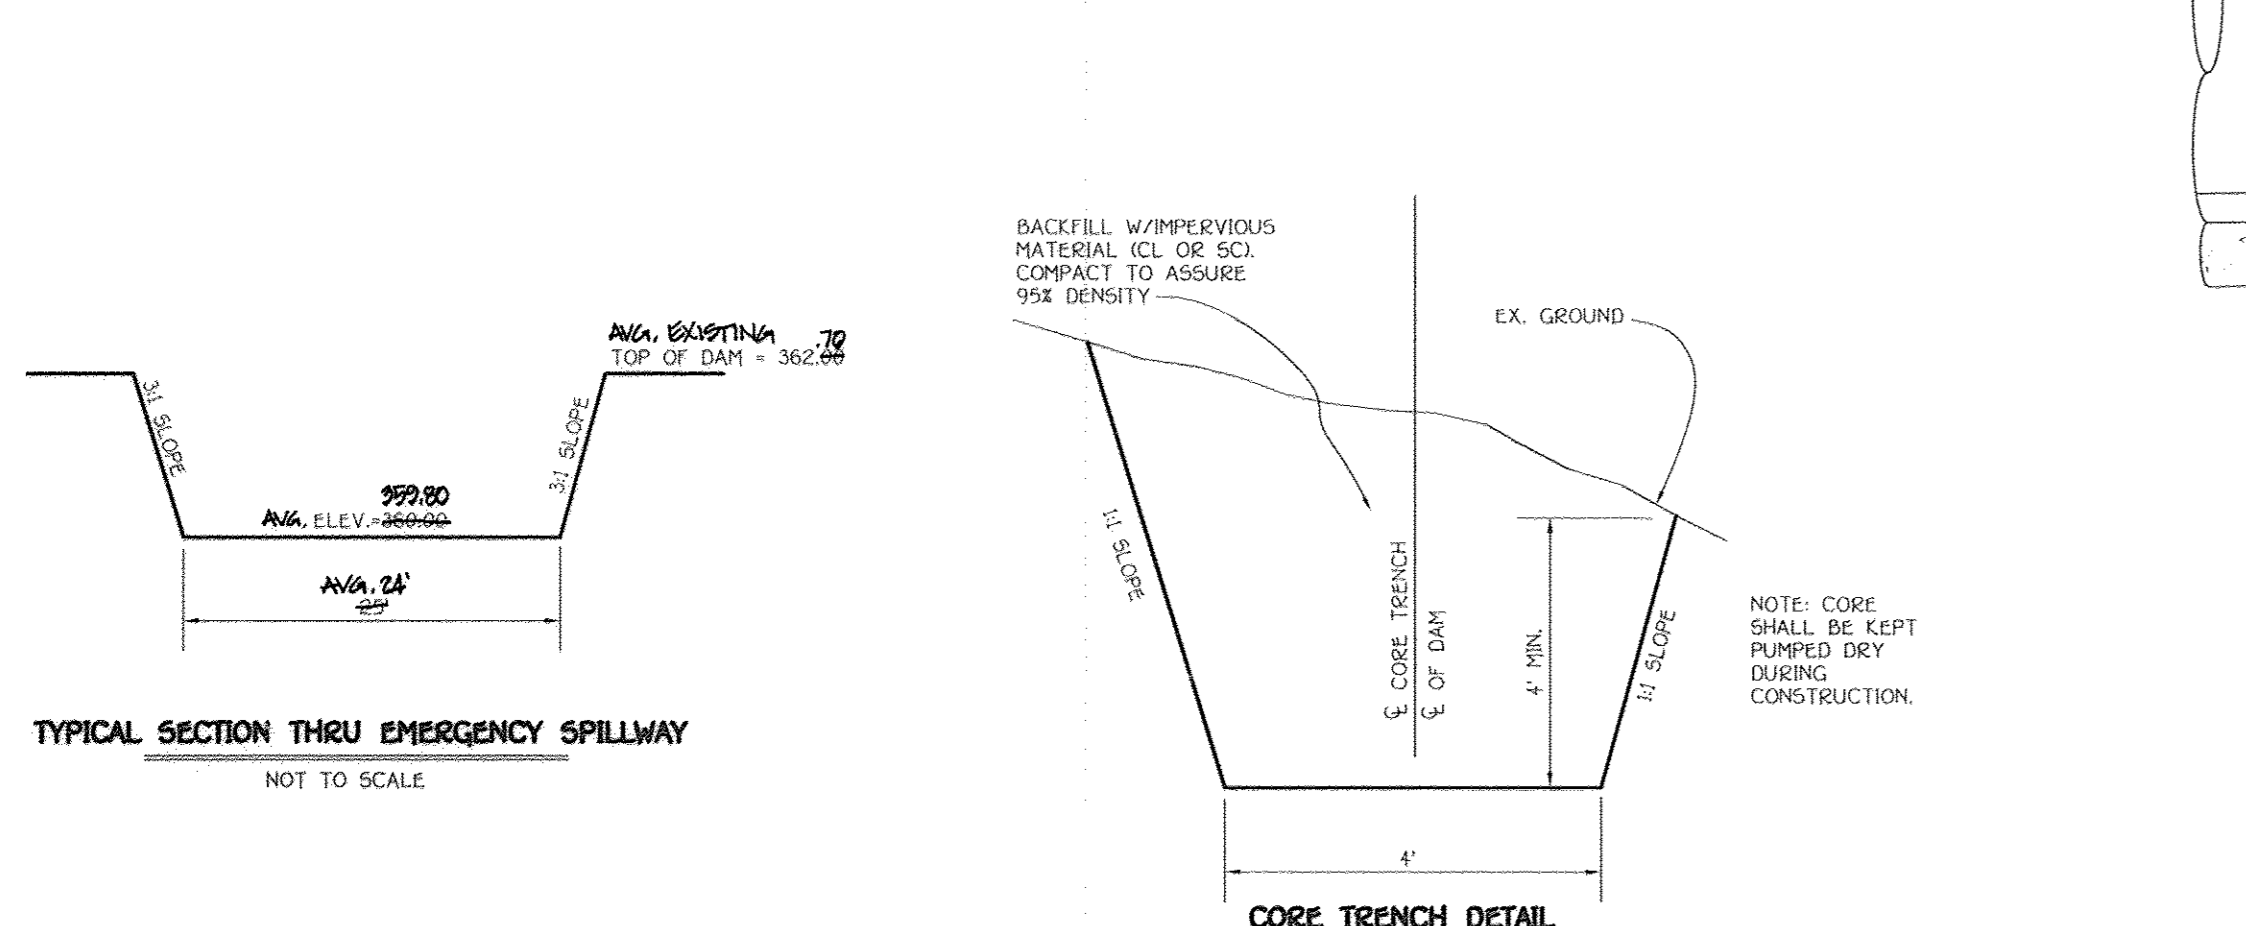 AVG. EXISTING .70
TOP OF DAM = 362.00
3:1 SLOPE
3:1 SLOPE
359.80
AVG. ELEV.=360.00
AVG. 24'
25'
TYPICAL SECTION THRU EMERGENCY SPILLWAY
NOT TO SCALE
BACKFILL W/IMPERVIOUS
MATERIAL (CL OR SC).
COMPACT TO ASSURE
95% DENSITY
EX. GROUND
1:1 SLOPE
℄ CORE TRENCH
℄ OF DAM
4' MIN.
1:1 SLOPE
NOTE: CORE
SHALL BE KEPT
PUMPED DRY
DURING
CONSTRUCTION.
4'
CORE TRENCH DETAIL